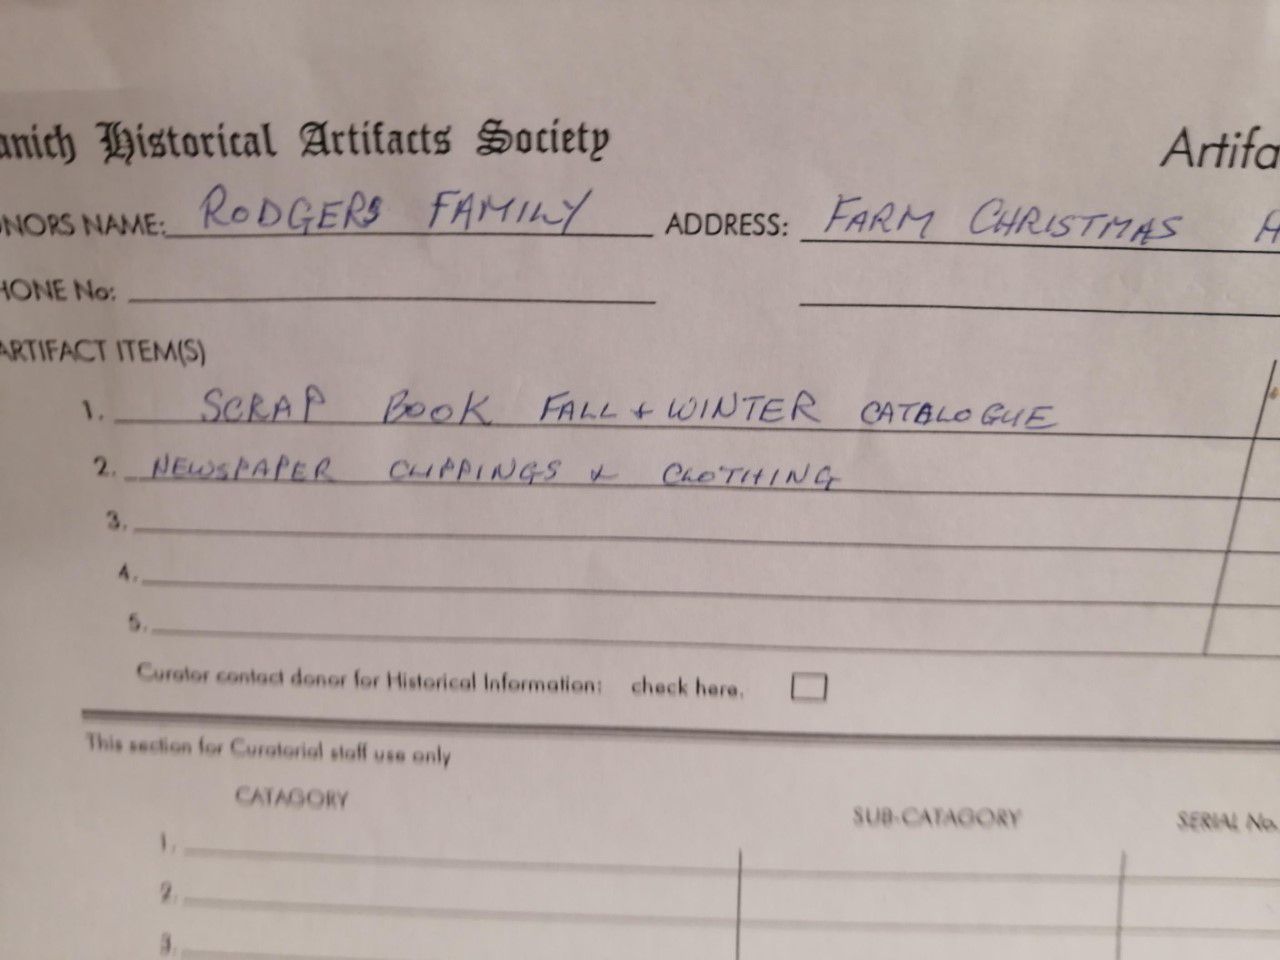 anich Historical Artifacts Society Artifa
NORS NAME: RODGERS FAMILY ADDRESS: FARM CHRISTMAS
HONE No:
ARTIFACT ITEM(S)
1. SCRAP BOOK FALL + WINTER CATALOGUE
2. NEWSPAPER CLIPPINGS & CLOTHING
3.
4.
5.
Curator contact donor for Historical Information: check here.
This section for Curatorial staff use only
CATAGORY SUB-CATAGORY SERIAL No.
1.
2.
3.